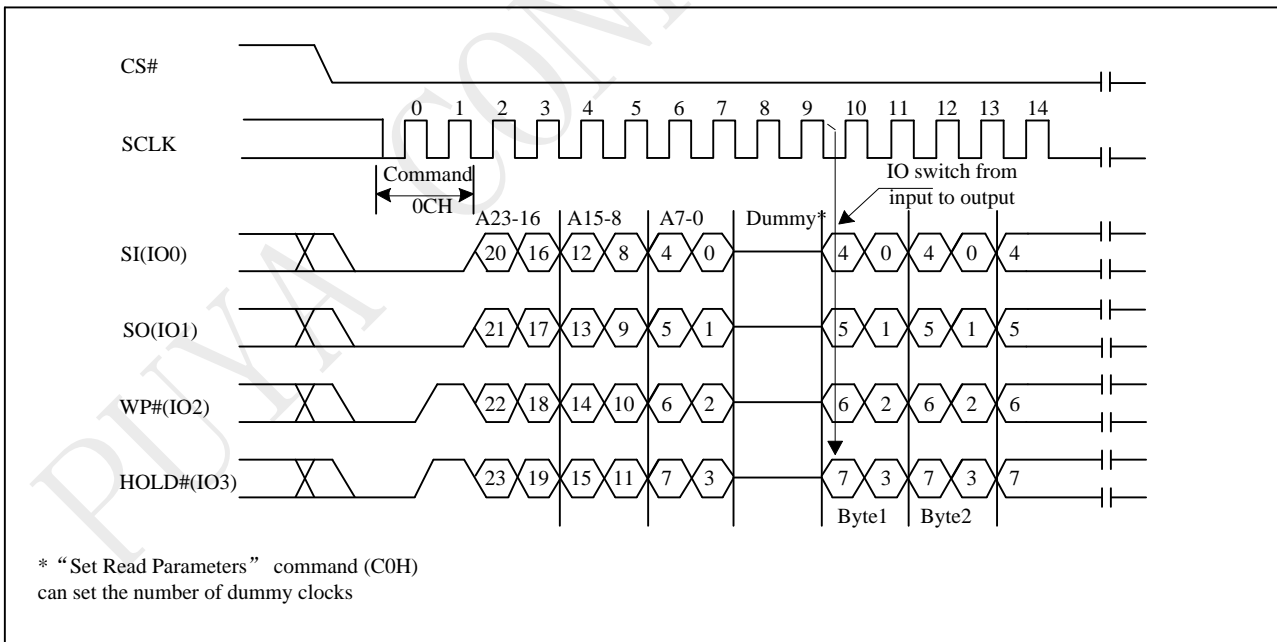 CS#
0 1 2 3 4 5 6 7 8 9 10 11 12 13 14
SCLK
Command
0CH
IO switch from
input to output
A23-16 A15-8 A7-0 Dummy*
SI(IO0) 20 16 12 8 4 0 4 0 4 0 4
SO(IO1) 21 17 13 9 5 1 5 1 5 1 5
WP#(IO2) 22 18 14 10 6 2 6 2 6 2 6
HOLD#(IO3) 23 19 15 11 7 3 7 3 7 3 7
Byte1 Byte2
* “Set Read Parameters” command (C0H)
can set the number of dummy clocks
PUYA CON